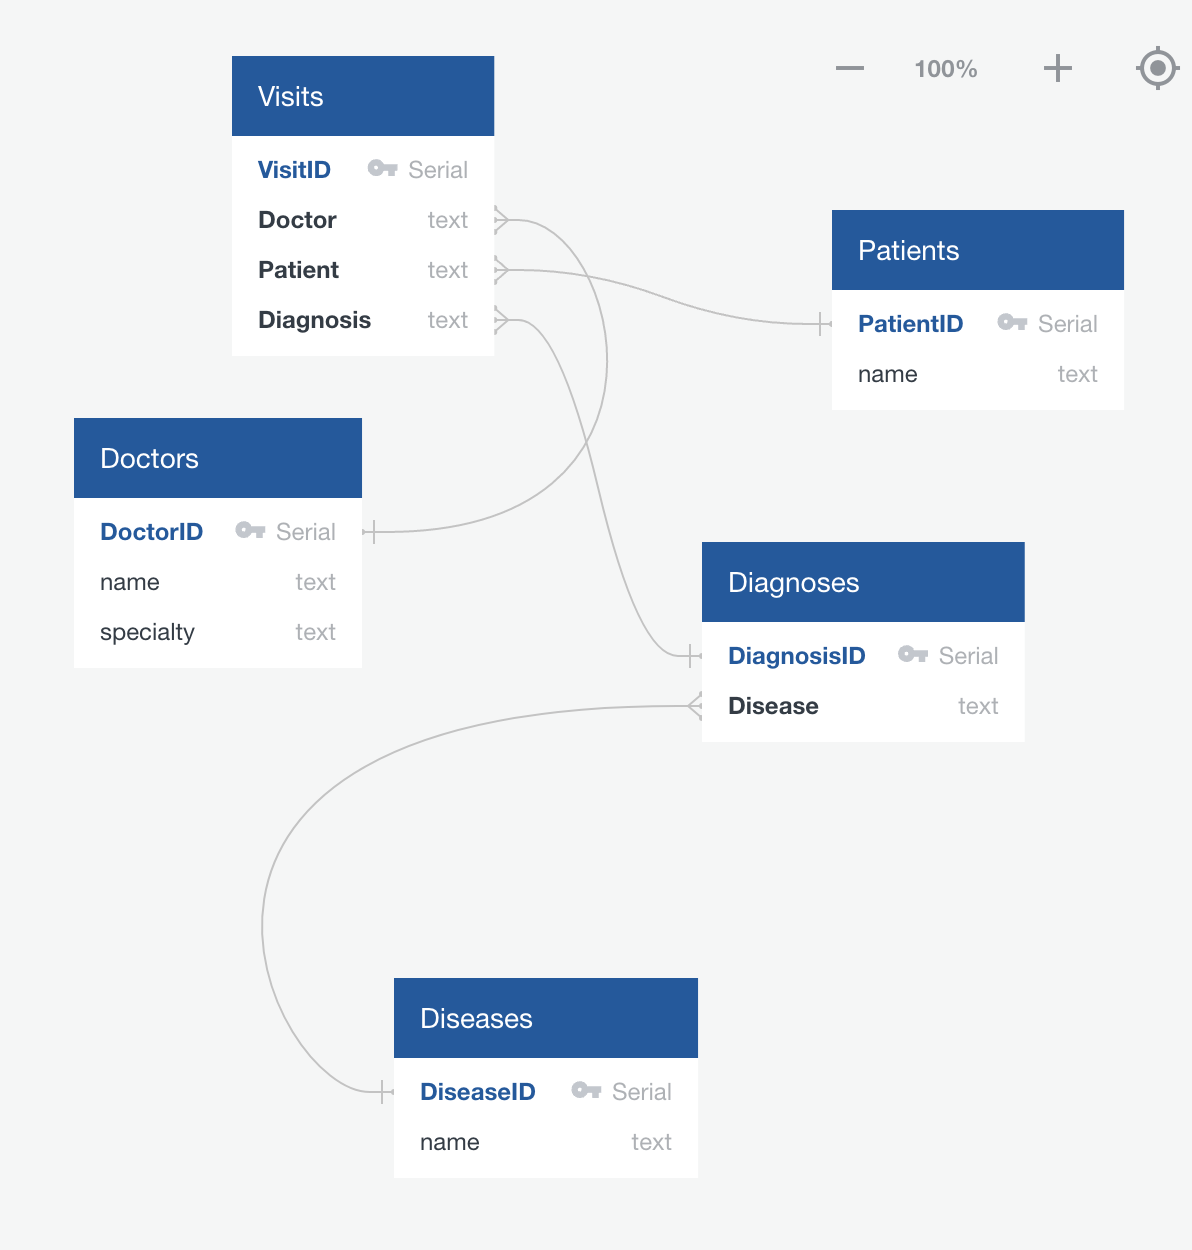 100%
Visits
VisitID Serial
Doctor text
Patient text
Diagnosis text
Patients
PatientID Serial
name text
Doctors
DoctorID Serial
name text
specialty text
Diagnoses
DiagnosisID Serial
Disease text
Diseases
DiseaseID Serial
name text